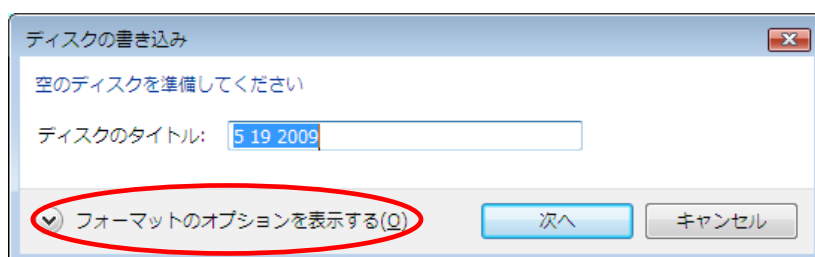 ディスクの書き込み
空のディスクを準備してください
ディスクのタイトル: 5 19 2009
フォーマットのオプションを表示する(O) 次へ キャンセル